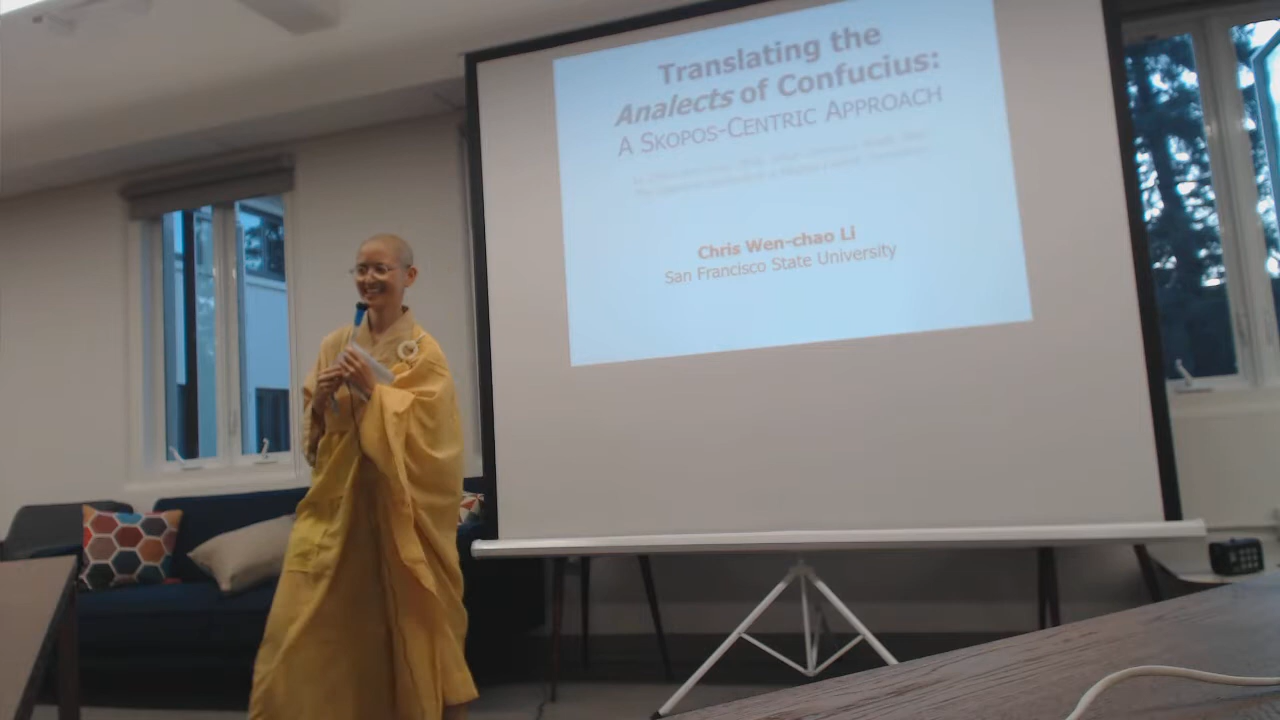 Translating the
Analects of Confucius:
A SKOPOS-CENTRIC APPROACH
Chris Wen-chao Li
San Francisco State University